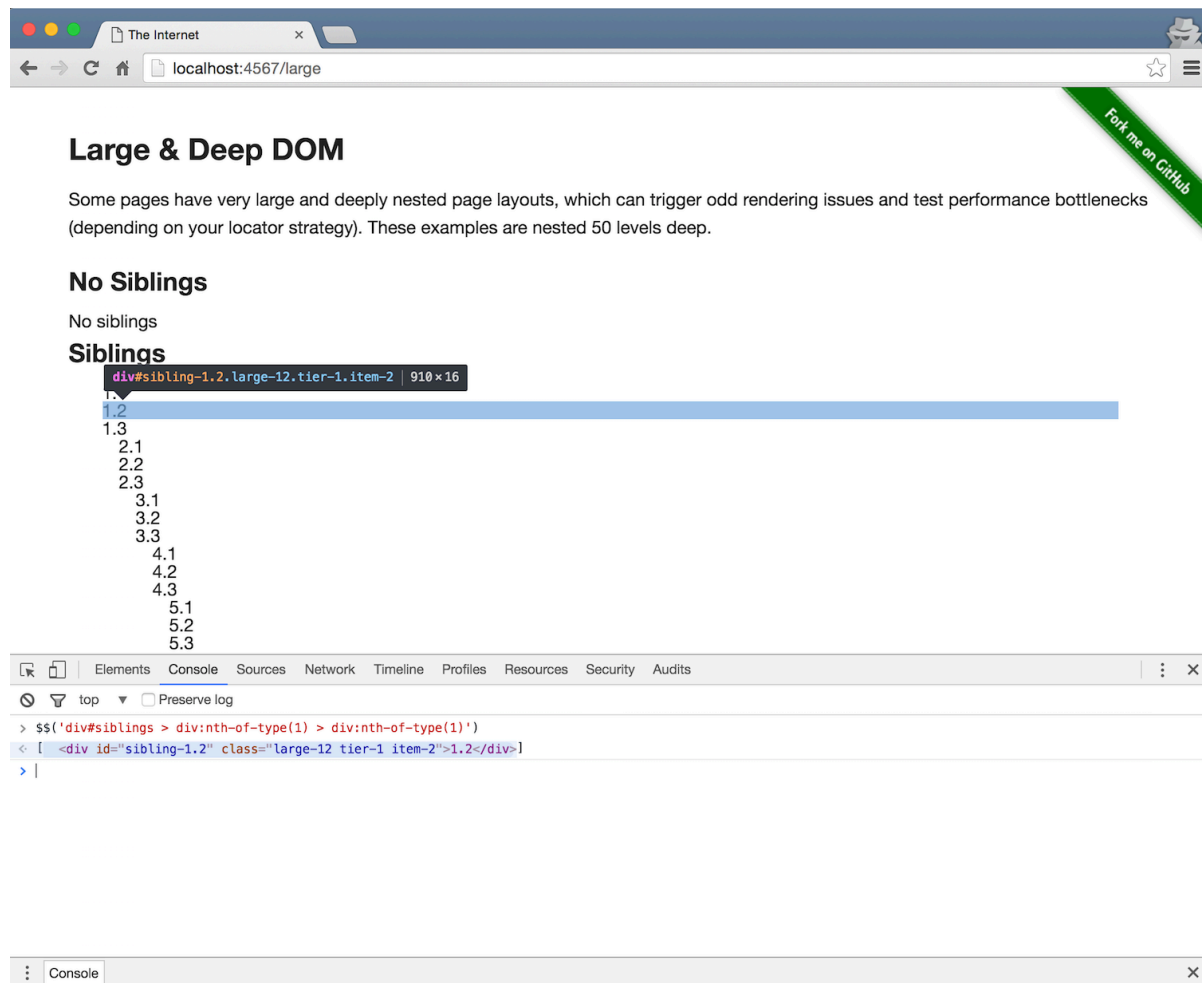 The Internet ×
localhost:4567/large
Fork me on GitHub
Large & Deep DOM
Some pages have very large and deeply nested page layouts, which can trigger odd rendering issues and test performance bottlenecks
(depending on your locator strategy). These examples are nested 50 levels deep.
No Siblings
No siblings
Siblings
div#sibling-1.2.large-12.tier-1.item-2 | 910×16
1.2
1.3
2.1
2.2
2.3
3.1
3.2
3.3
4.1
4.2
4.3
5.1
5.2
5.3
Elements Console Sources Network Timeline Profiles Resources Security Audits ×
top ▼ Preserve log
> $$('div#siblings > div:nth-of-type(1) > div:nth-of-type(1)')
[ <div id="sibling-1.2" class="large-12 tier-1 item-2">1.2</div>]
>
Console ×